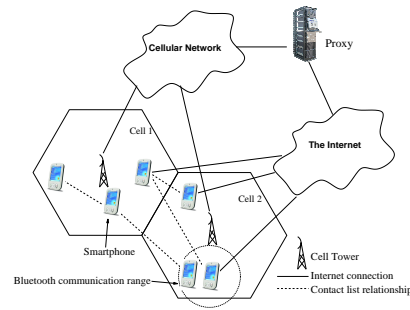 Cellular Network
Proxy
Cell 1
The Internet
Cell 2
Smartphone
Cell Tower
Bluetooth communication range
Internet connection
Contact list relationship